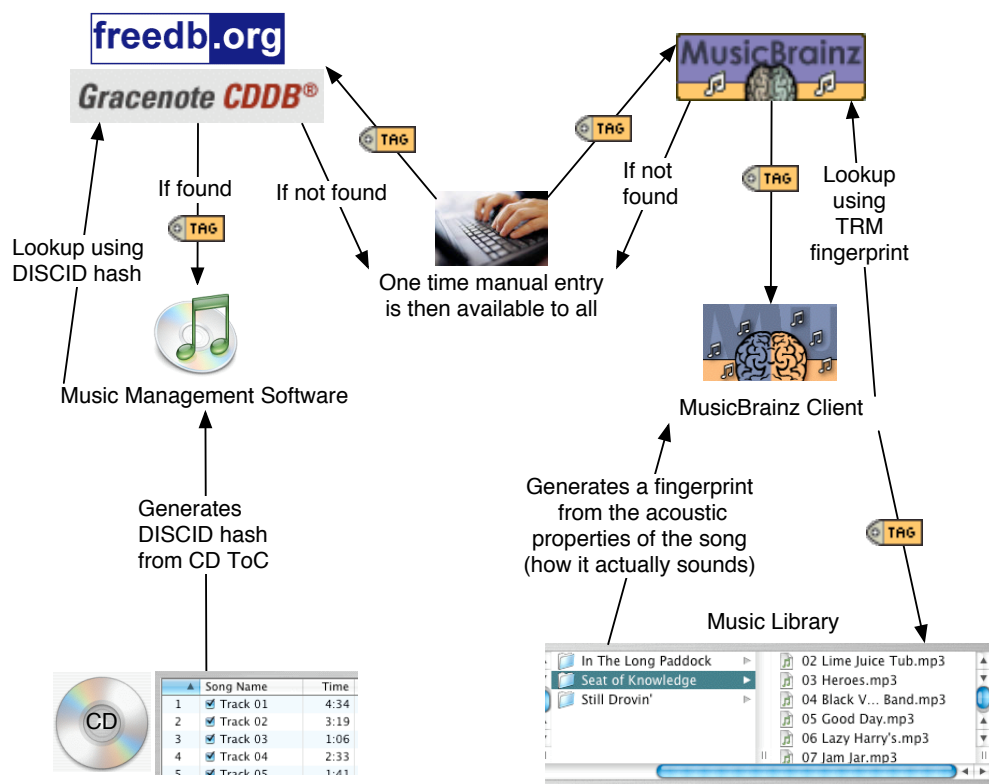 freedb.org
MusicBrainz
Gracenote CDDB®
TAG
TAG
If found
If not found
If not
found
TAG
Lookup
using
TRM
fingerprint
TAG
Lookup using
DISCID hash
One time manual entry
is then available to all
Music Management Software
MusicBrainz Client
Generates
DISCID hash
from CD ToC
Generates a fingerprint
from the acoustic
properties of the song
(how it actually sounds)
TAG
Music Library
CD
Song Name Time
1 Track 01 4:34
2 Track 02 3:19
3 Track 03 1:06
4 Track 04 2:33
5 Track 05 1:41
In The Long Paddock
Seat of Knowledge
Still Drovin'
02 Lime Juice Tub.mp3
03 Heroes.mp3
04 Black V... Band.mp3
05 Good Day.mp3
06 Lazy Harry's.mp3
07 Jam Jar.mp3